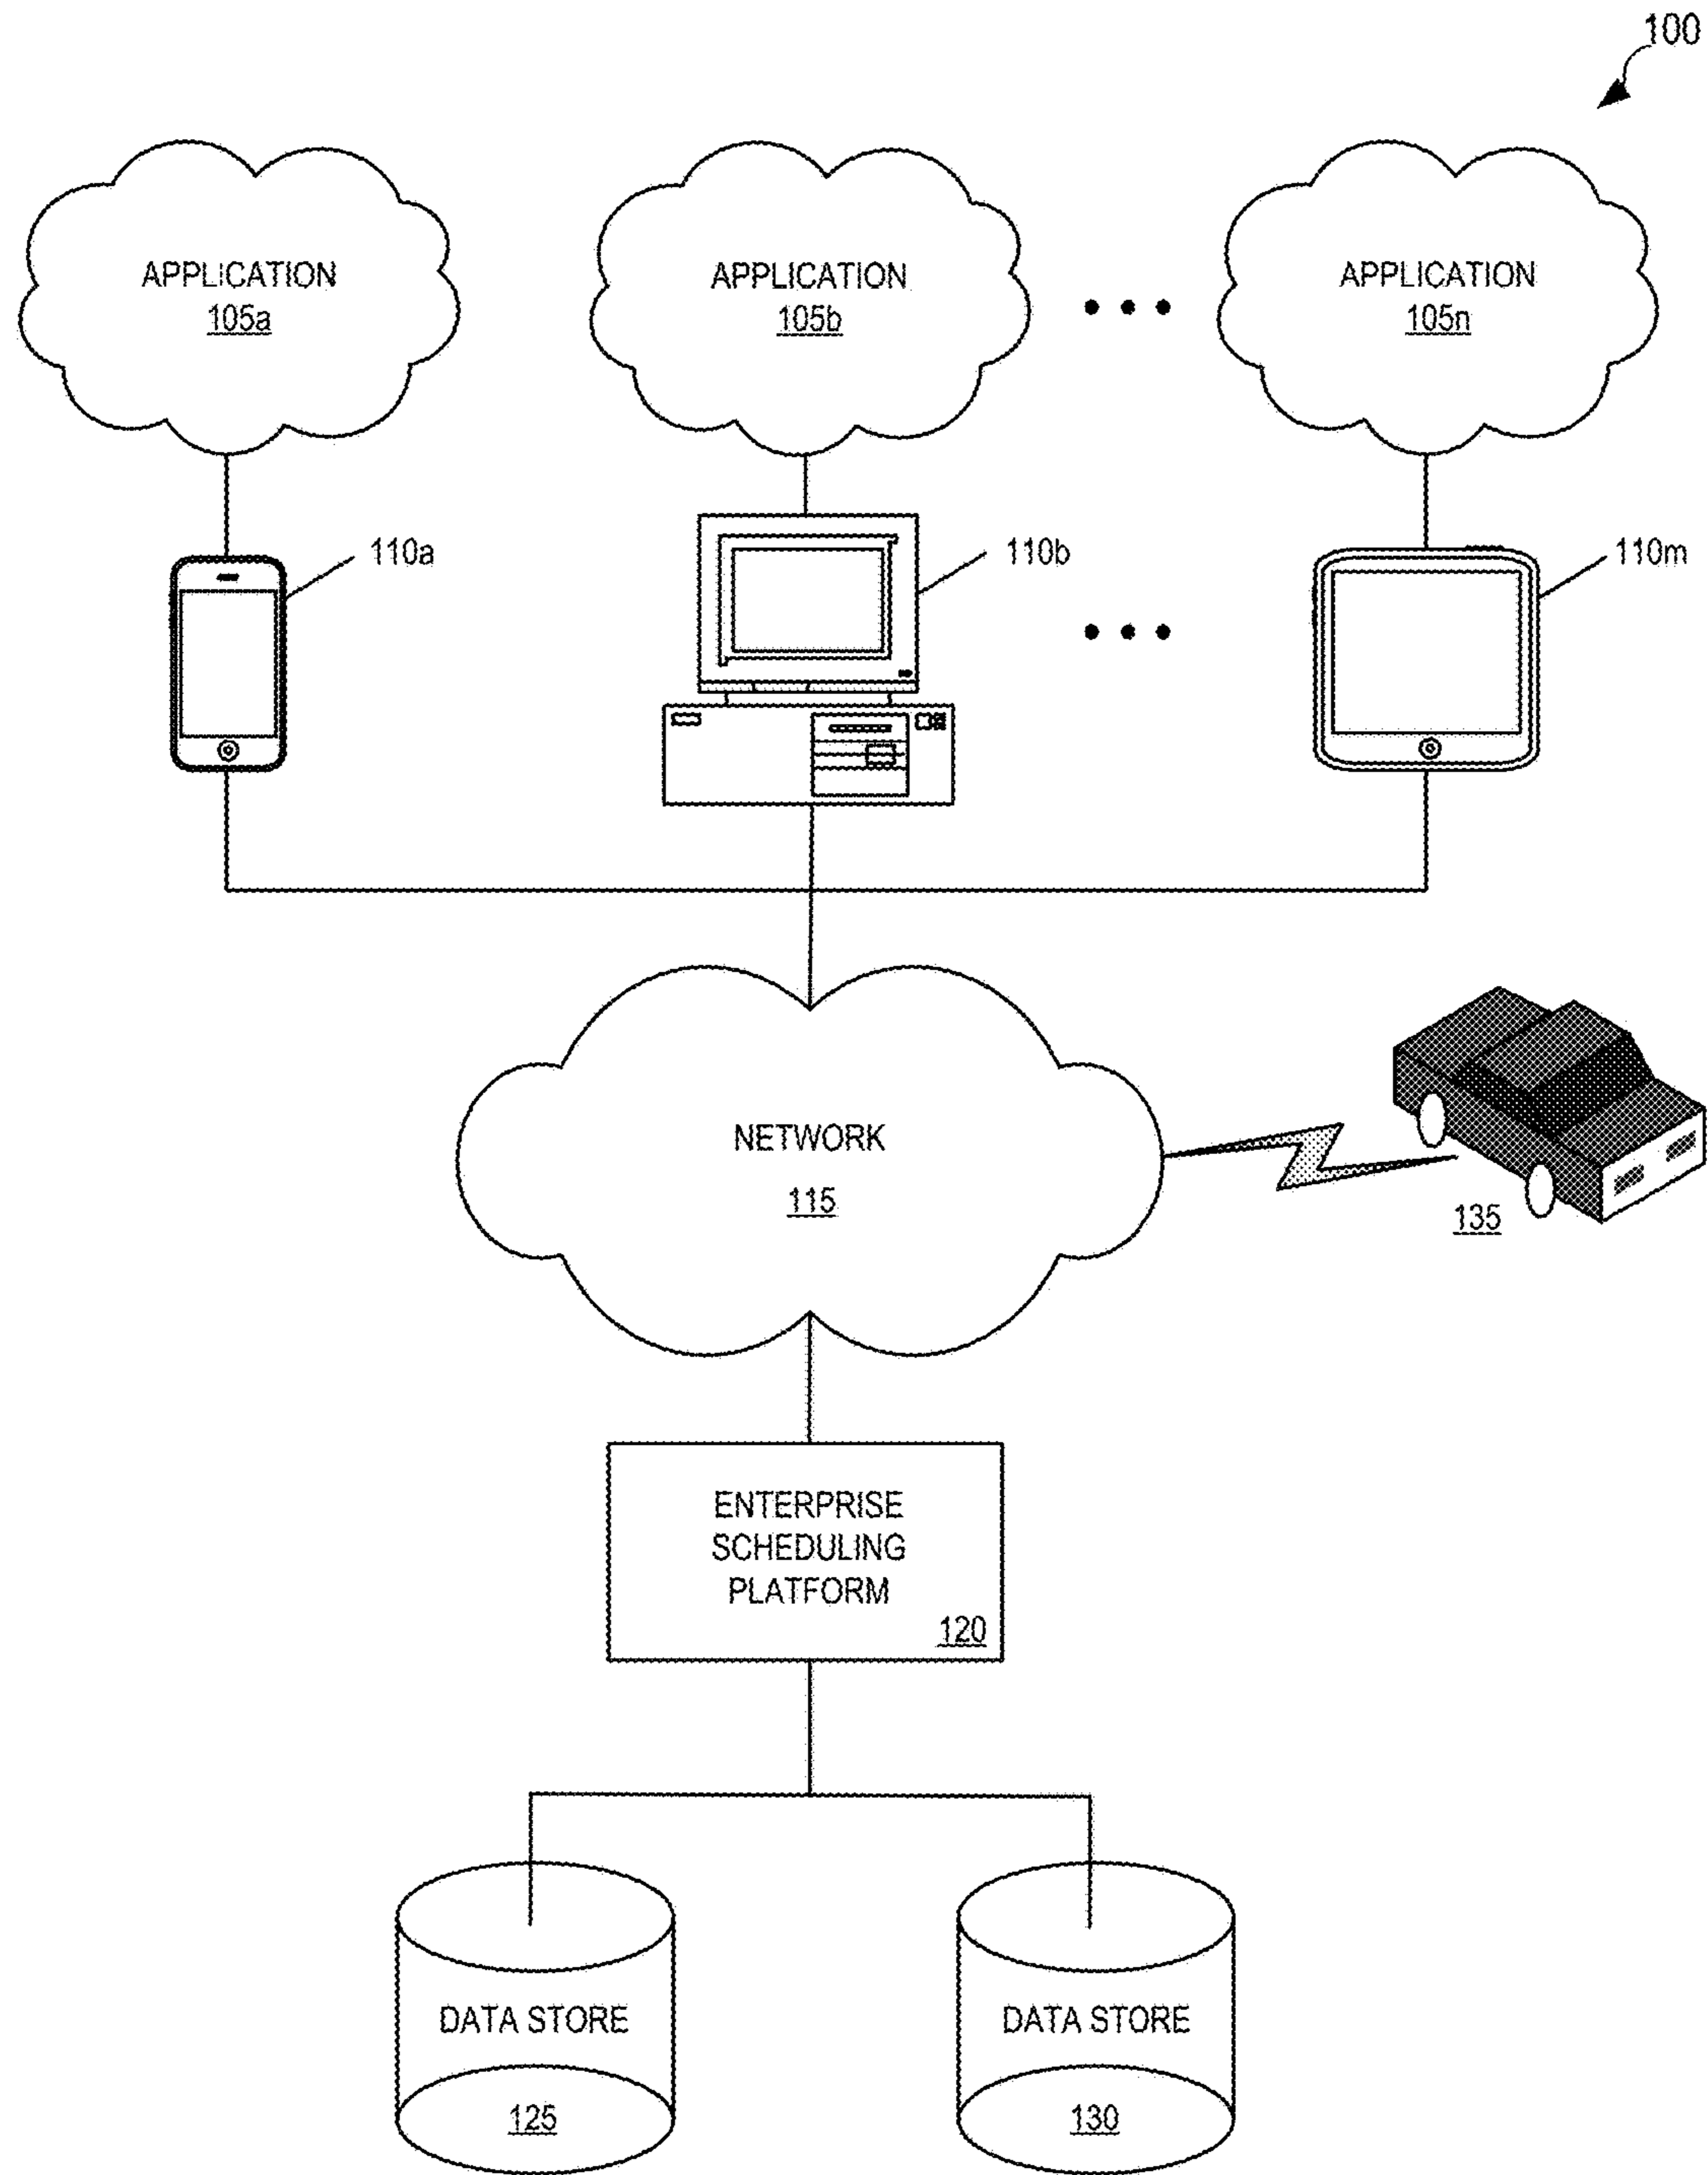 100
APPLICATION
105a
APPLICATION
105b
APPLICATION
105n
110a
110b
110m
NETWORK
115
135
ENTERPRISE
SCHEDULING
PLATFORM
120
DATA STORE
125
DATA STORE
130